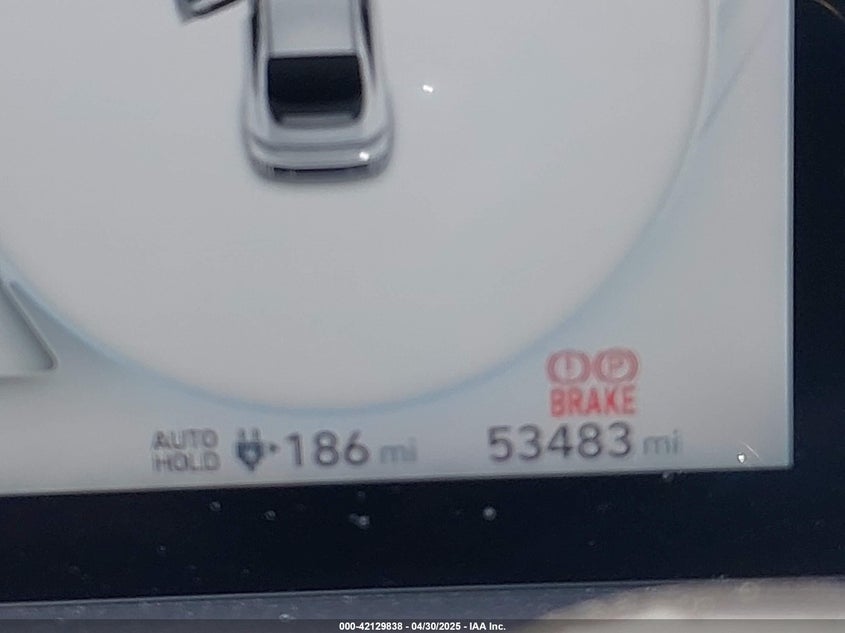 BRAKE
AUTO HOLD 186 mi 53483 mi
000-42129838 - 04/30/2025 - IAA Inc.